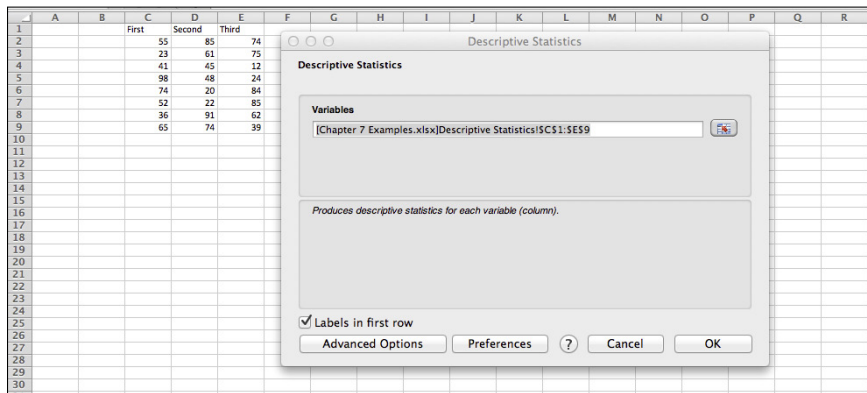 A B C D E F G H I J K L M N O P Q R
1 First Second Third
2 55 85 74
3 23 61 75
4 41 45 12
5 98 48 24
6 74 20 84
7 52 22 85
8 36 91 62
9 65 74 39
10
11
12
13
14
15
16
17
18
19
20
21
22
23
24
25
26
27
28
29
30
Descriptive Statistics
Descriptive Statistics
Variables
[Chapter 7 Examples.xlsx]Descriptive Statistics!$C$1:$E$9
Produces descriptive statistics for each variable (column).
Labels in first row
Advanced Options Preferences ? Cancel OK